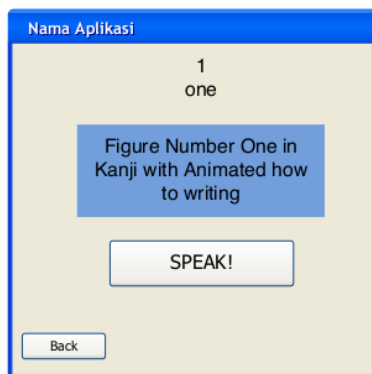 Nama Aplikasi
1
one
Figure Number One in
Kanji with Animated how
to writing
SPEAK!
Back